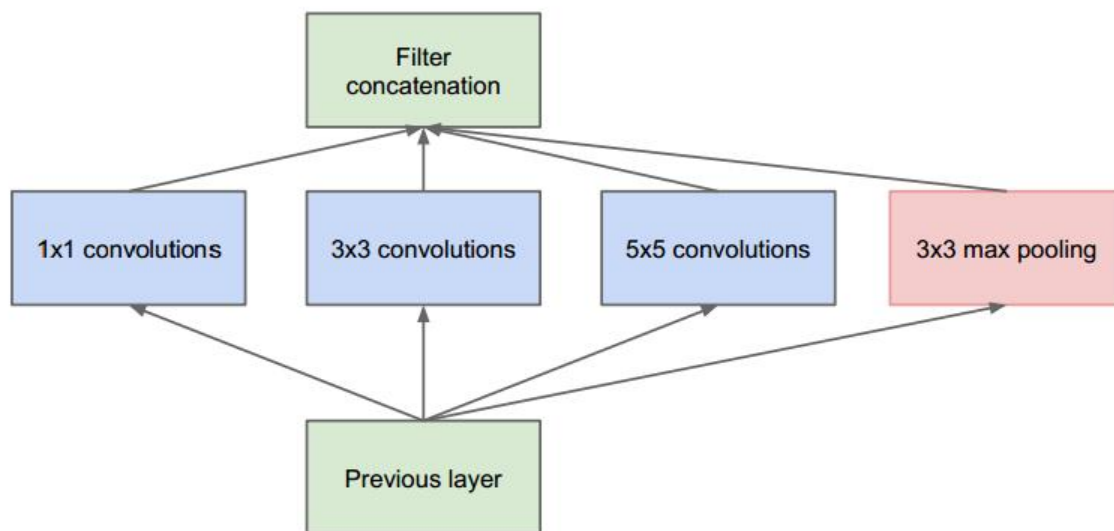 Filter
concatenation
1x1 convolutions
3x3 convolutions
5x5 convolutions
3x3 max pooling
Previous layer